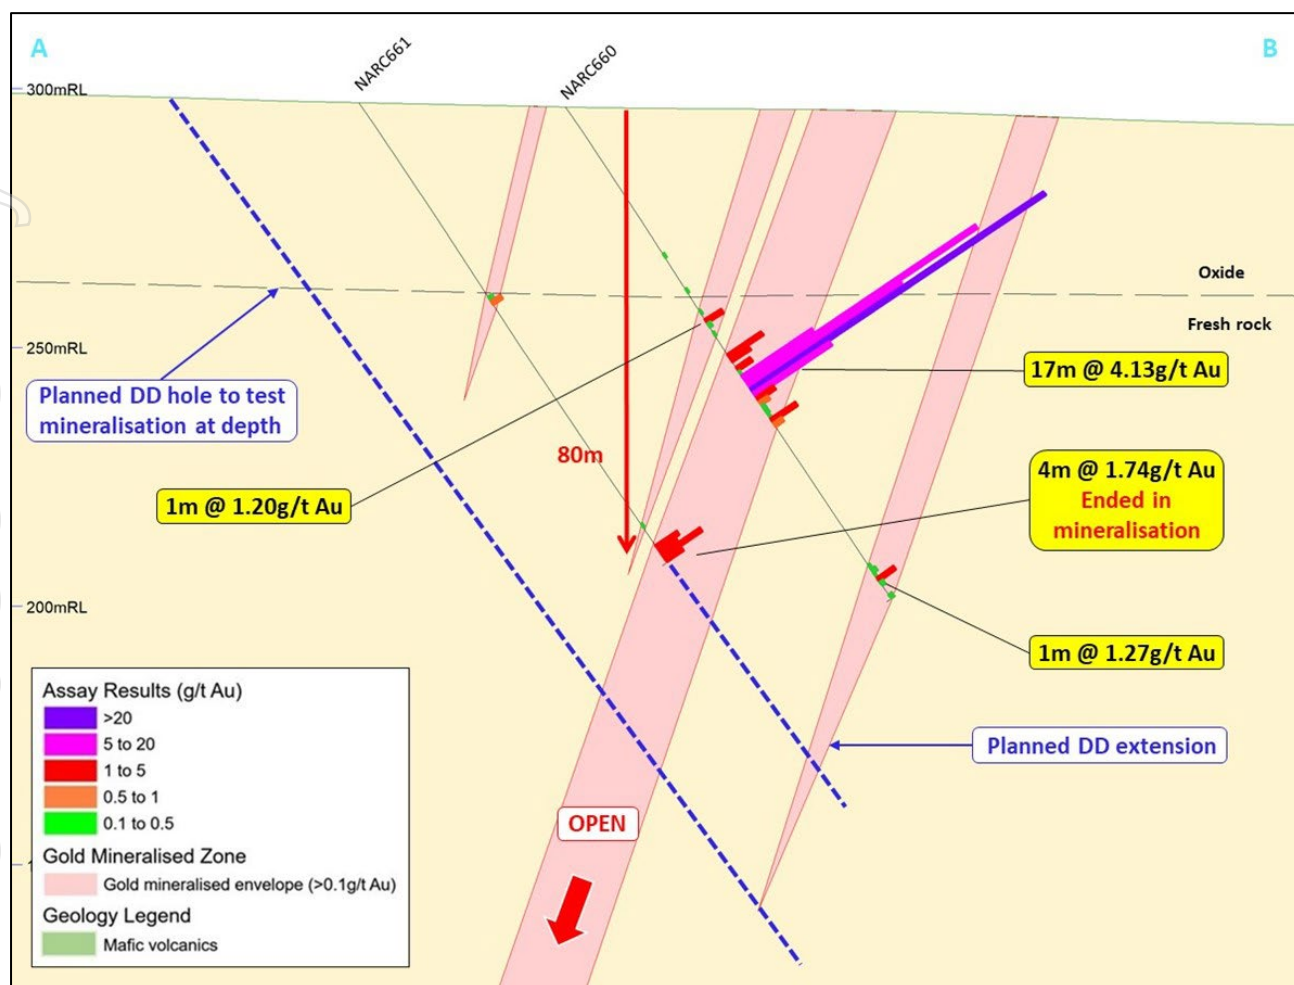 A
B
NARC661
NARC660
300mRL
Oxide
Fresh rock
250mRL
17m @ 4.13g/t Au
Planned DD hole to test
mineralisation at depth
80m
4m @ 1.74g/t Au
Ended in
mineralisation
1m @ 1.20g/t Au
200mRL
1m @ 1.27g/t Au
Planned DD extension
OPEN
Assay Results (g/t Au)
>20
5 to 20
1 to 5
0.5 to 1
0.1 to 0.5
Gold Mineralised Zone
Gold mineralised envelope (>0.1g/t Au)
Geology Legend
Mafic volcanics